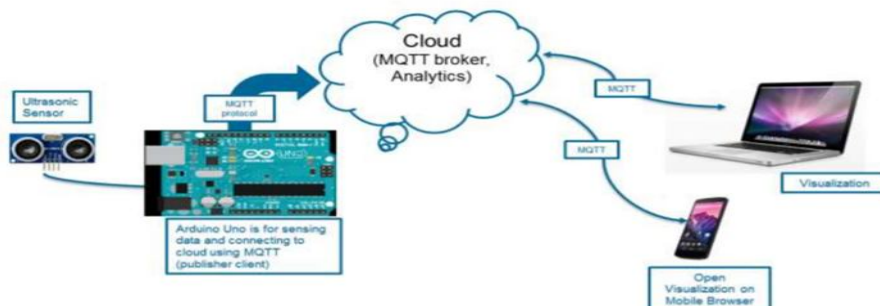 Cloud
(MQTT broker,
Analytics)
Ultrasonic
Sensor
MQTT
protocol
MQTT
MQTT
UNO
Visualization
Arduino Uno is for sensing
data and connecting to
cloud using MQTT
(publisher client)
Open
Visualization on
Mobile Browser